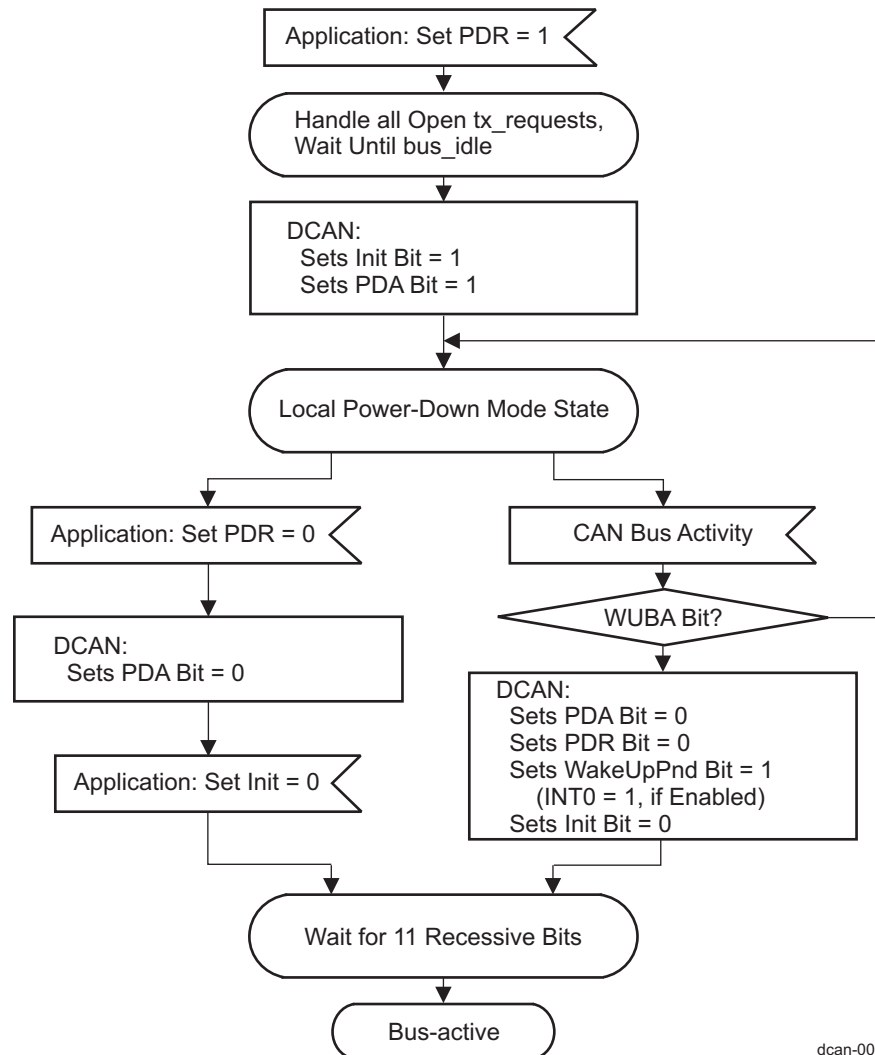 Application: Set PDR = 1
Handle all Open tx_requests,
Wait Until bus_idle
DCAN:
Sets Init Bit = 1
Sets PDA Bit = 1
Local Power-Down Mode State
Application: Set PDR = 0
CAN Bus Activity
WUBA Bit?
DCAN:
Sets PDA Bit = 0
DCAN:
Sets PDA Bit = 0
Sets PDR Bit = 0
Sets WakeUpPnd Bit = 1
(INT0 = 1, if Enabled)
Sets Init Bit = 0
Application: Set Init = 0
Wait for 11 Recessive Bits
Bus-active
dcan-00